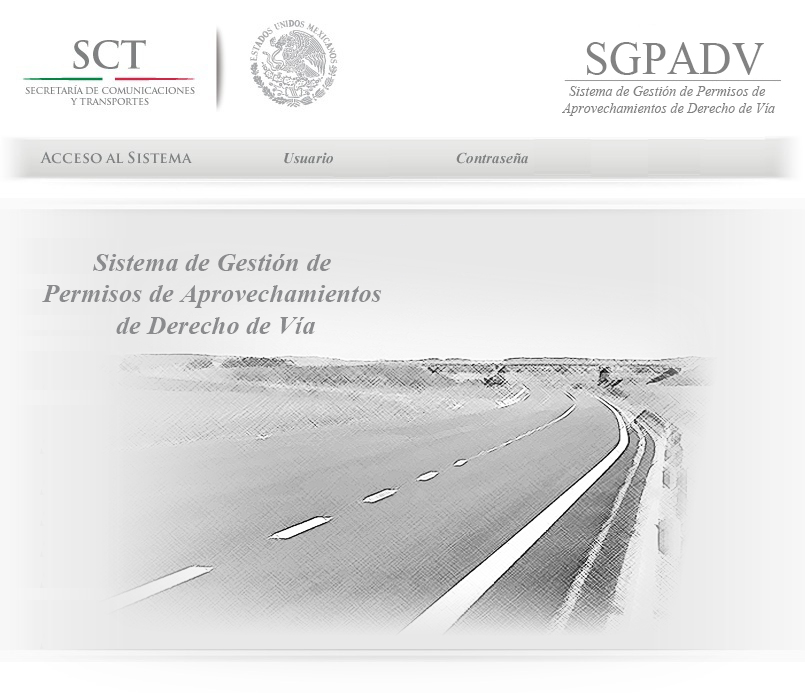 SCT
SECRETARÍA DE COMUNICACIONES
Y TRANSPORTES
ESTADOS UNIDOS MEXICANOS
SGPADV
Sistema de Gestión de Permisos de
Aprovechamientos de Derecho de Vía
ACCESO AL SISTEMA Usuario Contraseña
Sistema de Gestión de
Permisos de Aprovechamientos
de Derecho de Vía